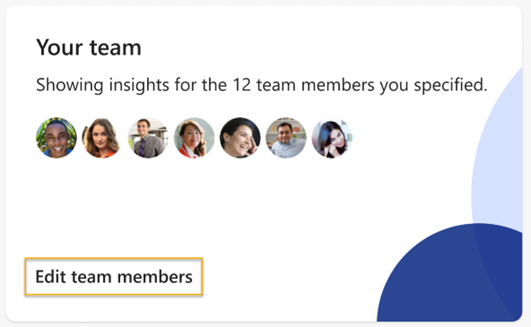 Your team
Showing insights for the 12 team members you specified.
Edit team members